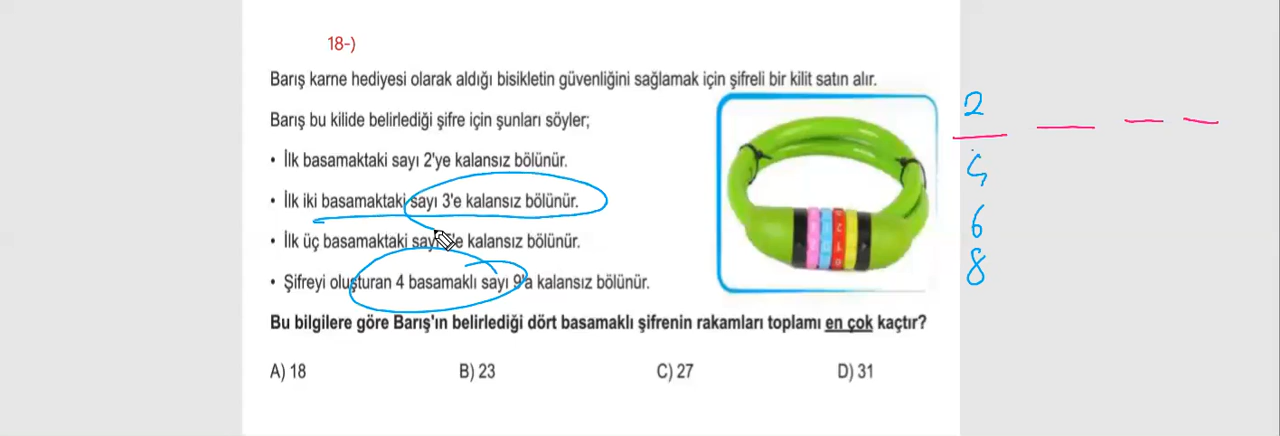 18-)
Barış karne hediyesi olarak aldığı bisikletin güvenliğini sağlamak için şifreli bir kilit satın alır.
Barış bu kilide belirlediği şifre için şunları söyler;
• İlk basamaktaki sayı 2'ye kalansız bölünür.
• İlk iki basamaktaki sayı 3'e kalansız bölünür.
• İlk üç basamaktaki sayı 'e kalansız bölünür.
• Şifreyi oluşturan 4 basamaklı sayı 9'a kalansız bölünür.
Bu bilgilere göre Barış'ın belirlediği dört basamaklı şifrenin rakamları toplamı en çok kaçtır?
A) 18 B) 23 C) 27 D) 31
2
6
8